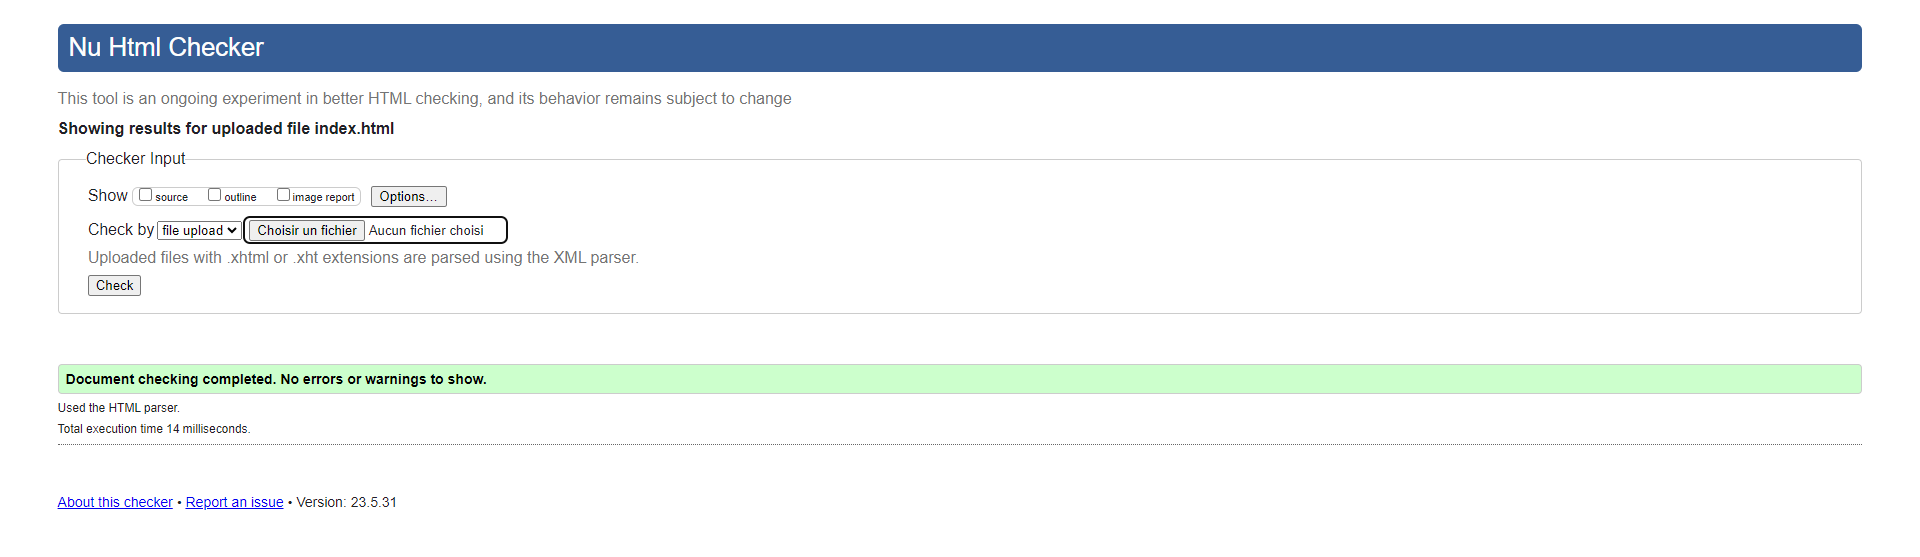 Nu Html Checker
This tool is an ongoing experiment in better HTML checking, and its behavior remains subject to change
Showing results for uploaded file index.html
Checker Input
Show source outline image report Options...
Check by file upload Choisir un fichier Aucun fichier choisi
Uploaded files with .xhtml or .xht extensions are parsed using the XML parser.
Check
Document checking completed. No errors or warnings to show.
Used the HTML parser.
Total execution time 14 milliseconds.
About this checker • Report an issue • Version: 23.5.31